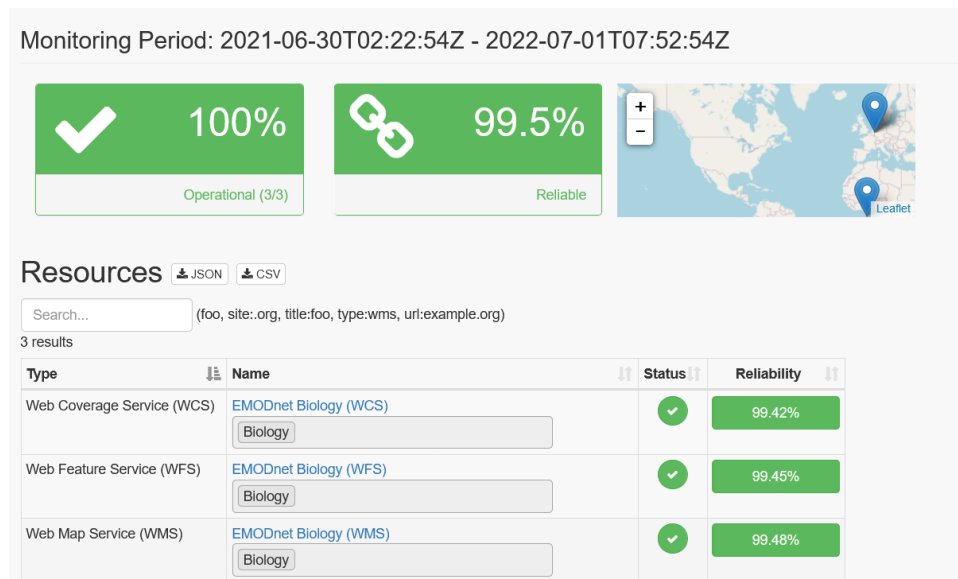 Monitoring Period: 2021-06-30T02:22:54Z - 2022-07-01T07:52:54Z
100%
Operational (3/3)
99.5%
Reliable
+
−
Leaflet
Resources JSON CSV
Search... (foo, site:.org, title:foo, type:wms, url:example.org)
3 results
Type Name Status Reliability
Web Coverage Service (WCS) EMODnet Biology (WCS) 99.42%
Biology
Web Feature Service (WFS) EMODnet Biology (WFS) 99.45%
Biology
Web Map Service (WMS) EMODnet Biology (WMS) 99.48%
Biology